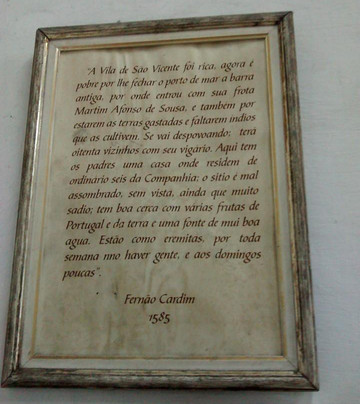 "A Vila de São Vicente foi rica, agora é
pobre por lhe fechar o porto de mar a barra
antiga, por onde entrou com sua frota
Martim Afonso de Sousa, e também por
estarem as terras gastadas e faltarem índios
que as cultivem. Se vai despovoando; terá
oitenta vizinhos com seu vigário. Aqui tem
os padres uma casa onde residem de
ordinário seis da Companhia; o sítio é mal
assombrado, sem vista, ainda que muito
sadio; tem boa cerca com várias frutas de
Portugal e da terra e uma fonte de mui boa
agua. Estão como eremitas, por toda
semana nno haver gente, e aos domingos
poucas".
Fernão Cardim
1585